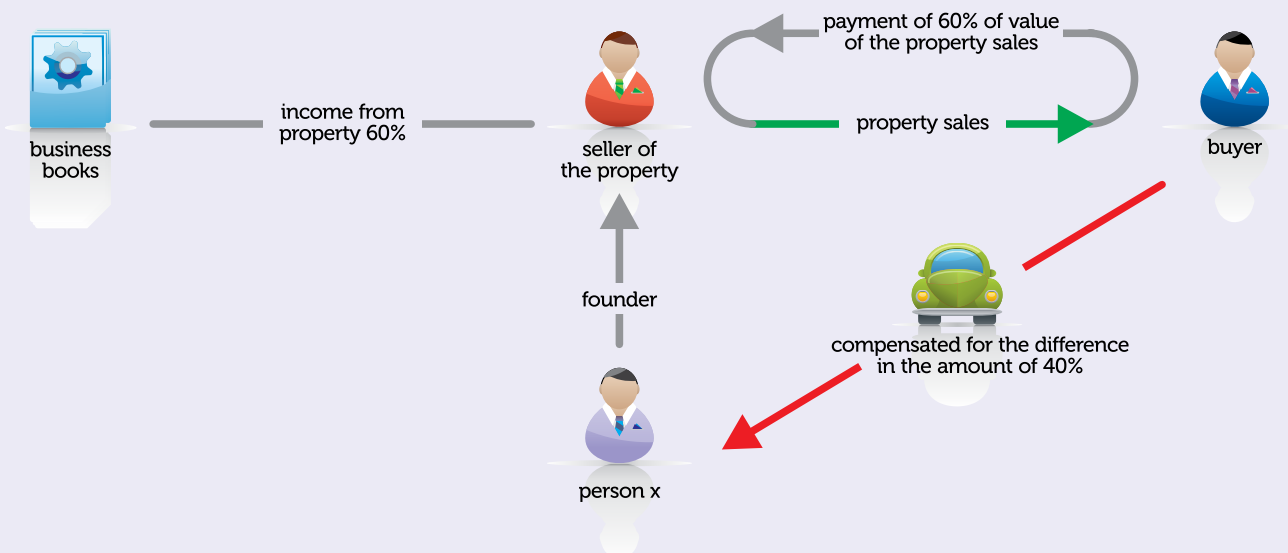 payment of 60% of value
of the property sales
income from
property 60%
property sales
business
books
seller of
the property
buyer
founder
compensated for the difference
in the amount of 40%
person x